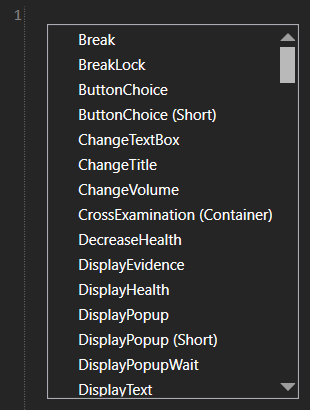 1
Break
BreakLock
ButtonChoice
ButtonChoice (Short)
ChangeTextBox
ChangeTitle
ChangeVolume
CrossExamination (Container)
DecreaseHealth
DisplayEvidence
DisplayHealth
DisplayPopup
DisplayPopup (Short)
DisplayPopupWait
DisplayText